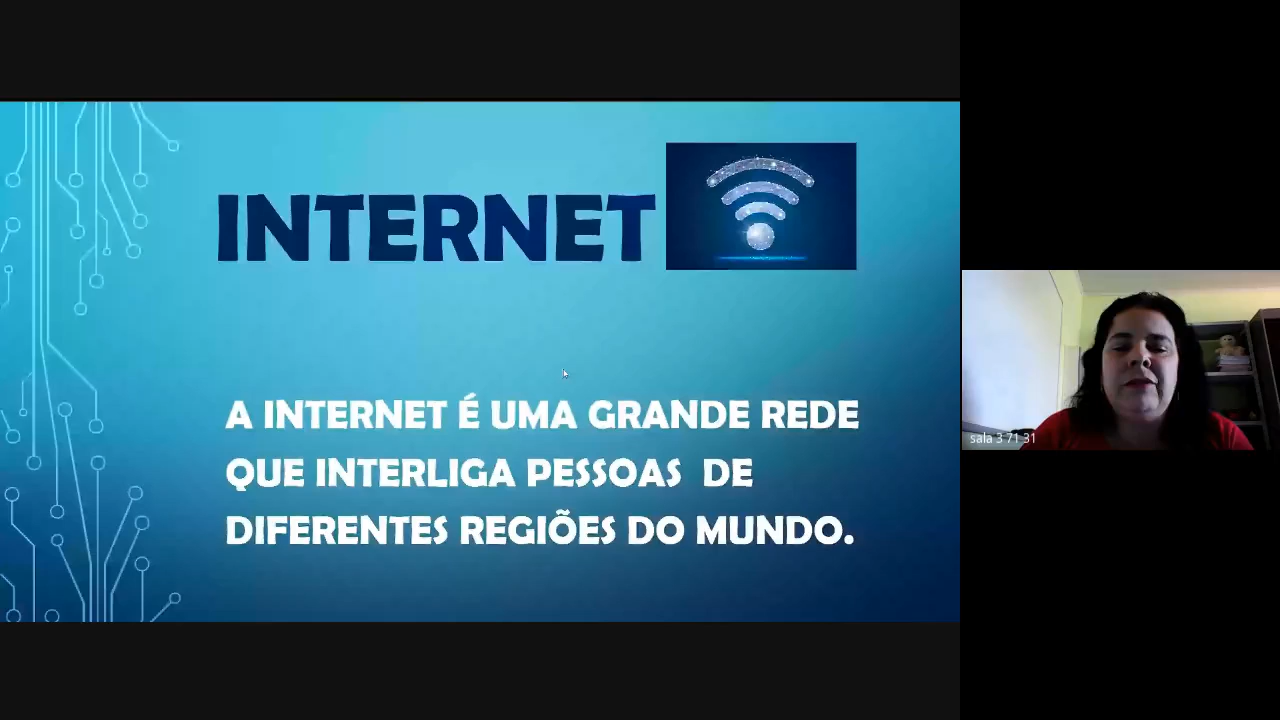 INTERNET
A INTERNET É UMA GRANDE REDE
QUE INTERLIGA PESSOAS DE
DIFERENTES REGIÕES DO MUNDO.
sala 3 71 31